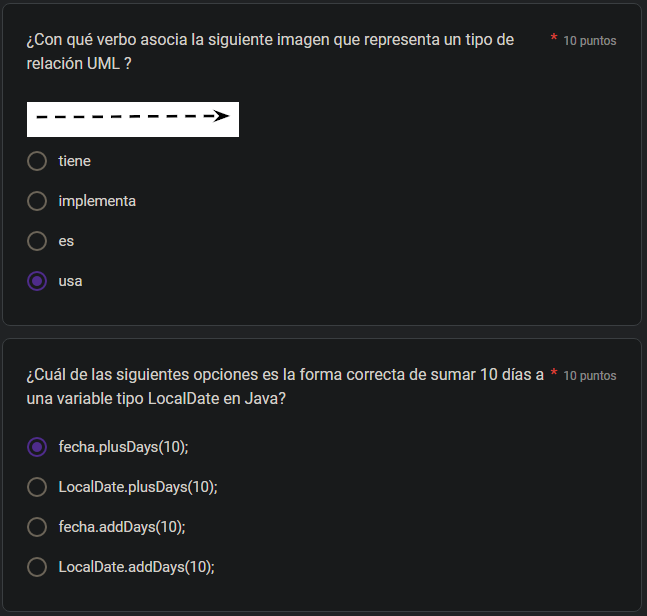 ¿Con qué verbo asocia la siguiente imagen que representa un tipo de * 10 puntos
relación UML ?
tiene
implementa
es
usa
¿Cuál de las siguientes opciones es la forma correcta de sumar 10 días a * 10 puntos
una variable tipo LocalDate en Java?
fecha.plusDays(10);
LocalDate.plusDays(10);
fecha.addDays(10);
LocalDate.addDays(10);